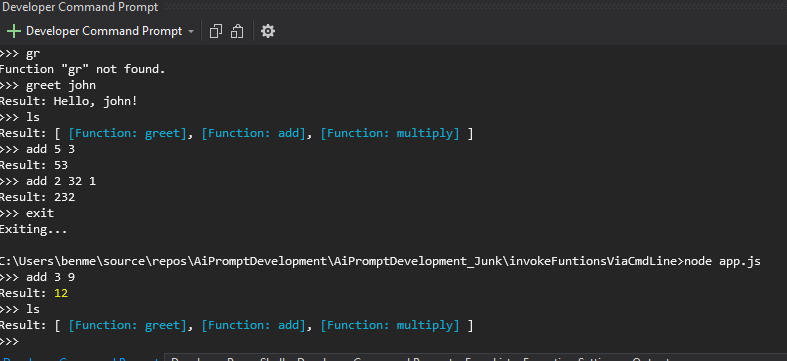 Developer Command Prompt
Developer Command Prompt
>>> gr
Function "gr" not found.
>>> greet john
Result: Hello, john!
>>> ls
Result: [ [Function: greet], [Function: add], [Function: multiply] ]
>>> add 5 3
Result: 53
>>> add 2 32 1
Result: 232
>>> exit
Exiting...
C:\Users\benme\source\repos\AiPromptDevelopment\AiPromptDevelopment_Junk\invokeFuntionsViaCmdLine>node app.js
>>> add 3 9
Result: 12
>>> ls
Result: [ [Function: greet], [Function: add], [Function: multiply] ]
>>>